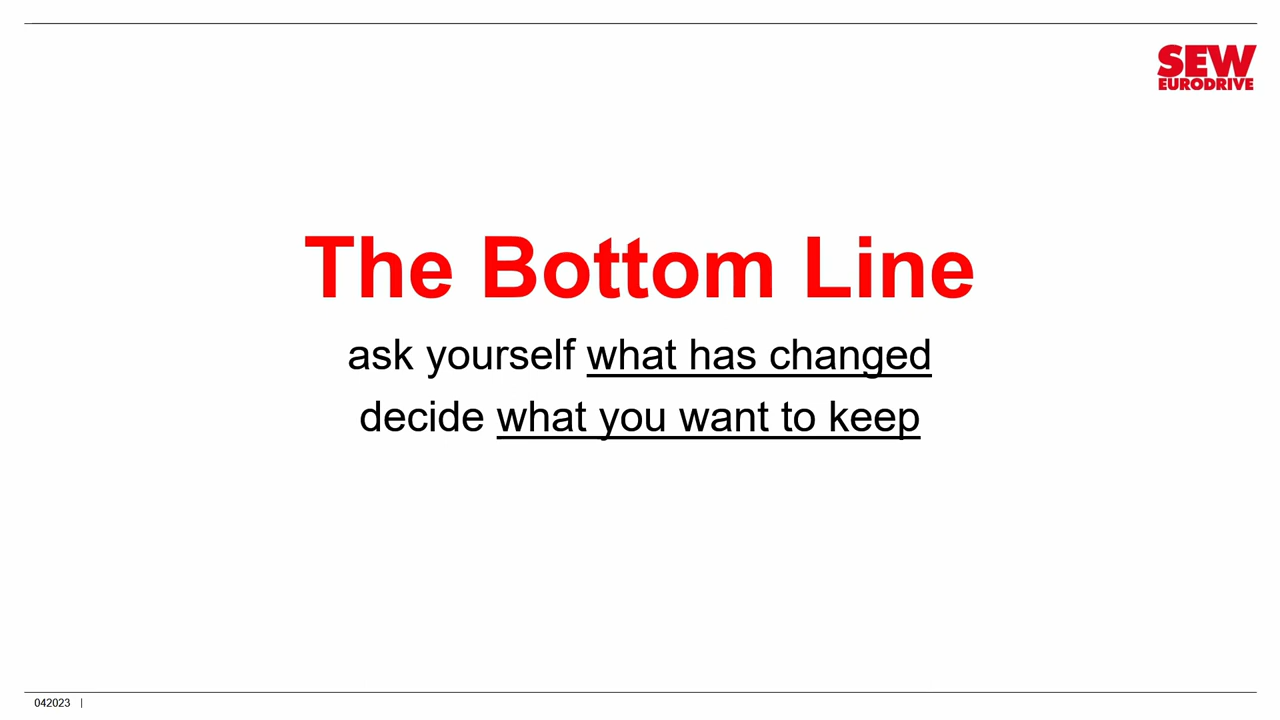 SEW
EURODRIVE
The Bottom Line
ask yourself what has changed
decide what you want to keep
042023 |